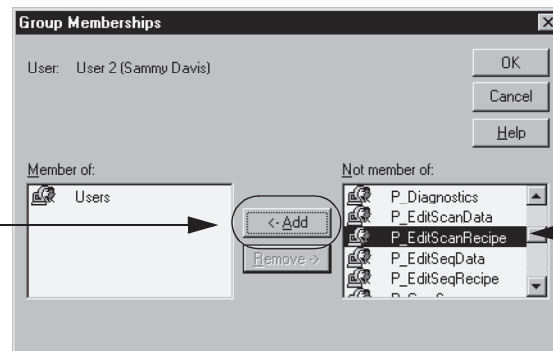 Group Memberships
User: User 2 (Sammy Davis)
OK
Cancel
Help
Member of:
Users
<- Add
Remove ->
Not member of:
P_Diagnostics
P_EditScanData
P_EditScanRecipe
P_EditSeqData
P_EditSeqRecipe